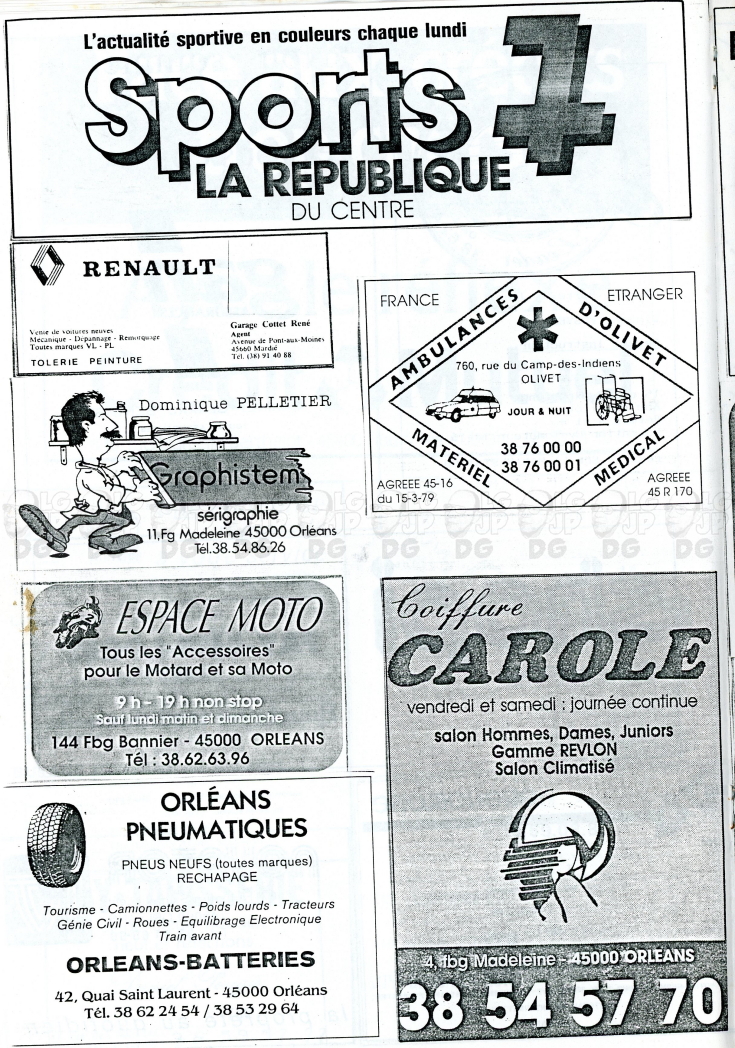 L'actualité sportive en couleurs chaque lundi
Sports
LA REPUBLIQUE
DU CENTRE
RENAULT
Vente de voitures neuves
Mécanique - Dépannage - Remorquage
Toutes marques VL - PL
TOLERIE PEINTURE
Garage Cottet René
Agent
Avenue de Pont-aux-Moines
45660 Mardié
Tél. (38) 91 40 88
FRANCE
ETRANGER
AMBULANCES
D'OLIVET
760, rue du Camp-des-Indiens
OLIVET
JOUR & NUIT
38 76 00 00
38 76 00 01
MATERIEL
MEDICAL
AGREEE 45-16
du 15-3-79
AGREEE
45 R 170
Dominique PELLETIER
Graphistem
sérigraphie
11, Fg Madeleine 45000 Orléans
Tél.38.54.86.26
ESPACE MOTO
Tous les "Accessoires"
pour le Motard et sa Moto
9 h - 19 h non stop
Sauf lundi matin et dimanche
144 Fbg Bannier - 45000 ORLEANS
Tél : 38.62.63.96
Coiffure
CAROLE
vendredi et samedi : journée continue
salon Hommes, Dames, Juniors
Gamme REVLON
Salon Climatisé
4, fbg Madeleine - 45000 ORLEANS
38 54 57 70
ORLÉANS
PNEUMATIQUES
PNEUS NEUFS (toutes marques)
RECHAPAGE
Tourisme - Camionnettes - Poids lourds - Tracteurs
Génie Civil - Roues - Equilibrage Electronique
Train avant
ORLEANS-BATTERIES
42, Quai Saint Laurent - 45000 Orléans
Tél. 38 62 24 54 / 38 53 29 64